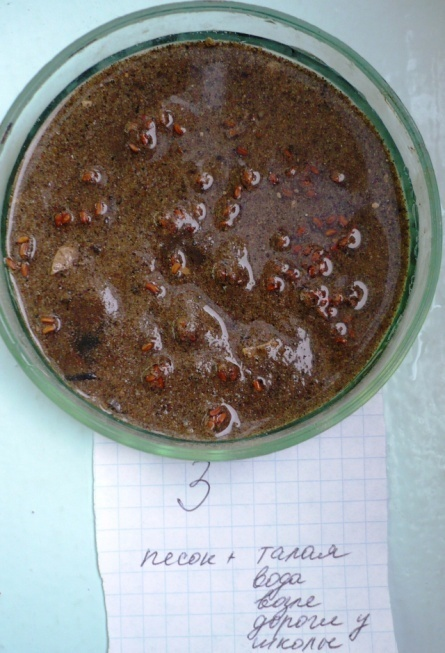 3
песок + талая
вода
возле
дороги у
школы